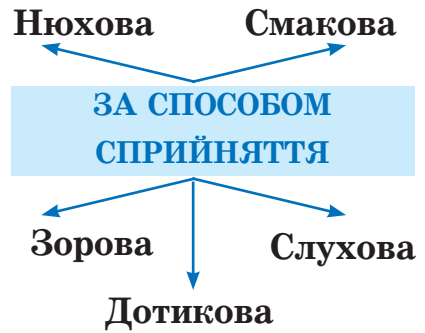 Нюхова Смакова
ЗА СПОСОБОМ
СПРИЙНЯТТЯ
Зорова Слухова
Дотикова